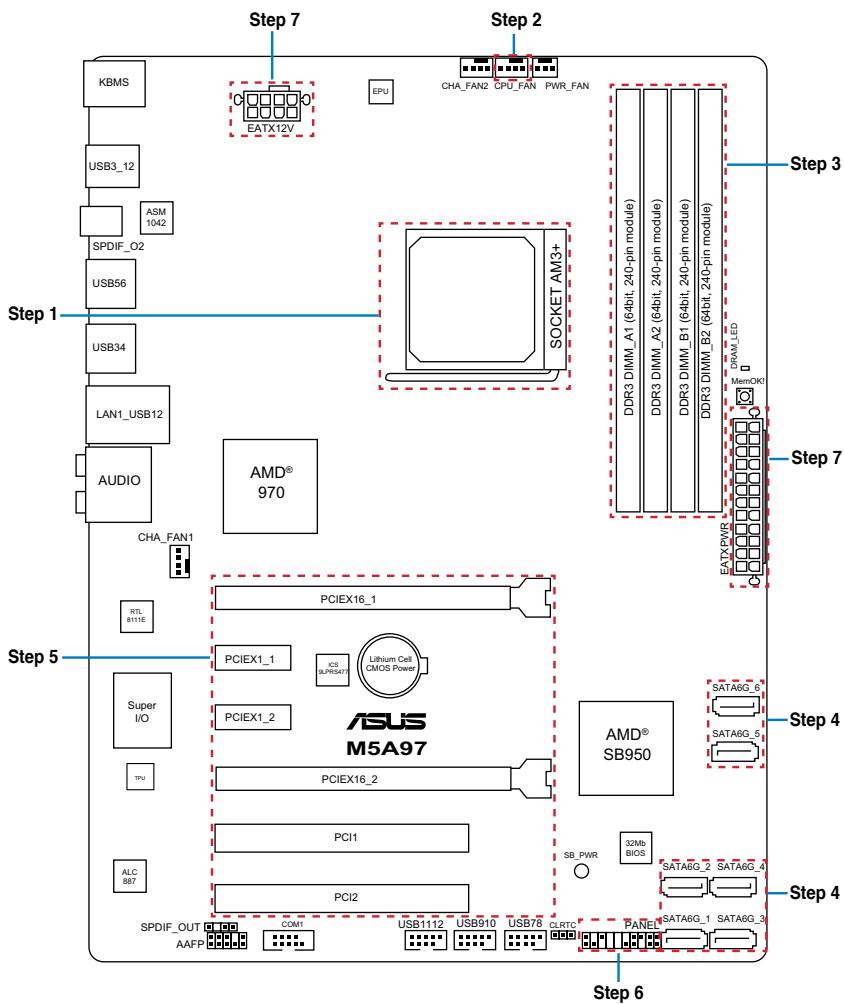 Step 7
Step 2
KBMS
EATX12V
EPU
CHA_FAN2
CPU_FAN
PWR_FAN
Step 3
USB3_12
ASM
1042
SPDIF_O2
USB56
Step 1
USB34
SOCKET AM3+
DDR3 DIMM_A1 (64bit, 240-pin module)
DDR3 DIMM_A2 (64bit, 240-pin module)
DDR3 DIMM_B1 (64bit, 240-pin module)
DDR3 DIMM_B2 (64bit, 240-pin module)
DRAM_LED
MemOK!
LAN1_USB12
AUDIO
AMD®
970
Step 7
EATXPWR
CHA_FAN1
PCIEX16_1
RTL
8111E
Step 5
PCIEX1_1
ICS
9LPRS477
Lithium Cell
CMOS Power
Super
I/O
PCIEX1_2
ASUS
M5A97
AMD®
SB950
SATA6G_6
Step 4
SATA6G_5
TPU
PCIEX16_2
PCI1
SB_PWR
32Mb
BIOS
ALC
887
PCI2
SATA6G_2
SATA6G_4
Step 4
SPDIF_OUT
AAFP
COM1
USB1112
USB910
USB78
CLRTC
PANEL
SATA6G_1
SATA6G_3
Step 6